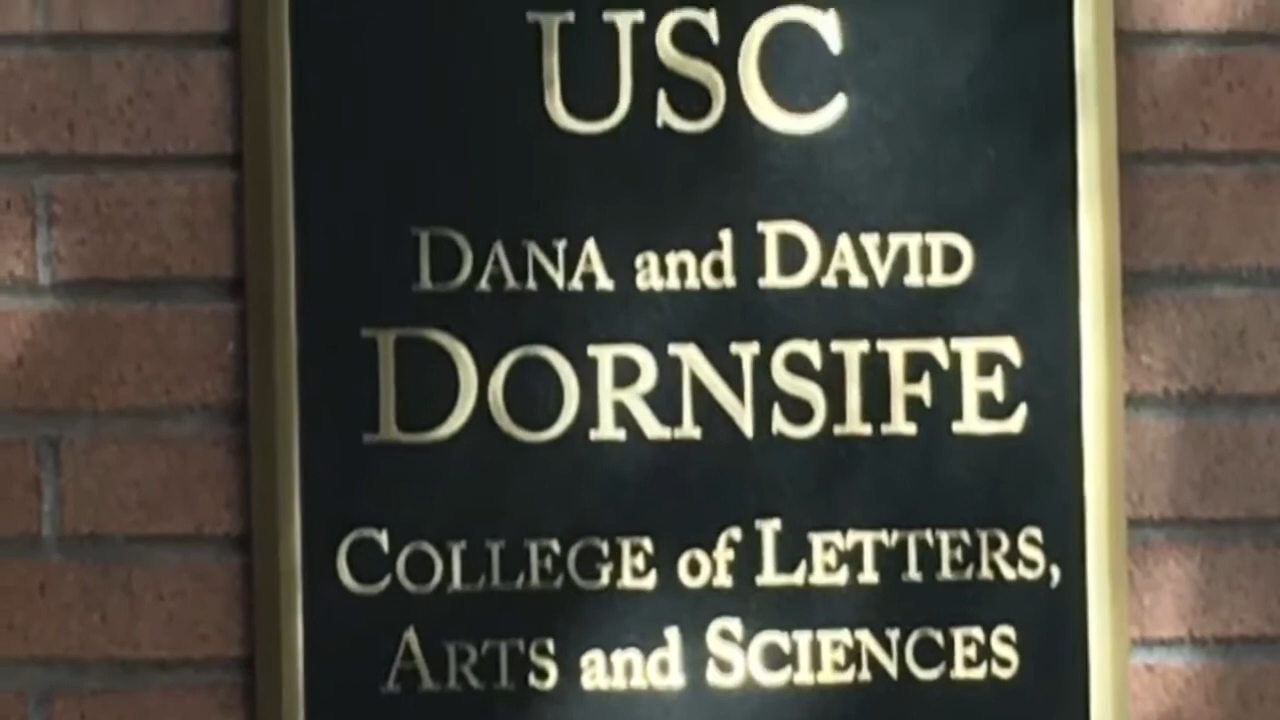 USC
DANA and DAVID
DORNSIFE
COLLEGE of LETTERS,
ARTS and SCIENCES